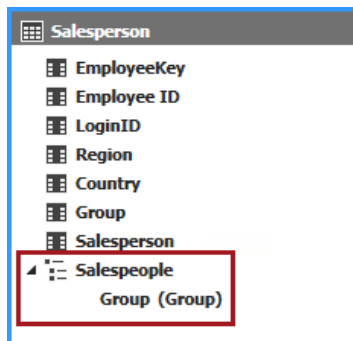 Salesperson
EmployeeKey
Employee ID
LoginID
Region
Country
Group
Salesperson
Salespeople
Group (Group)